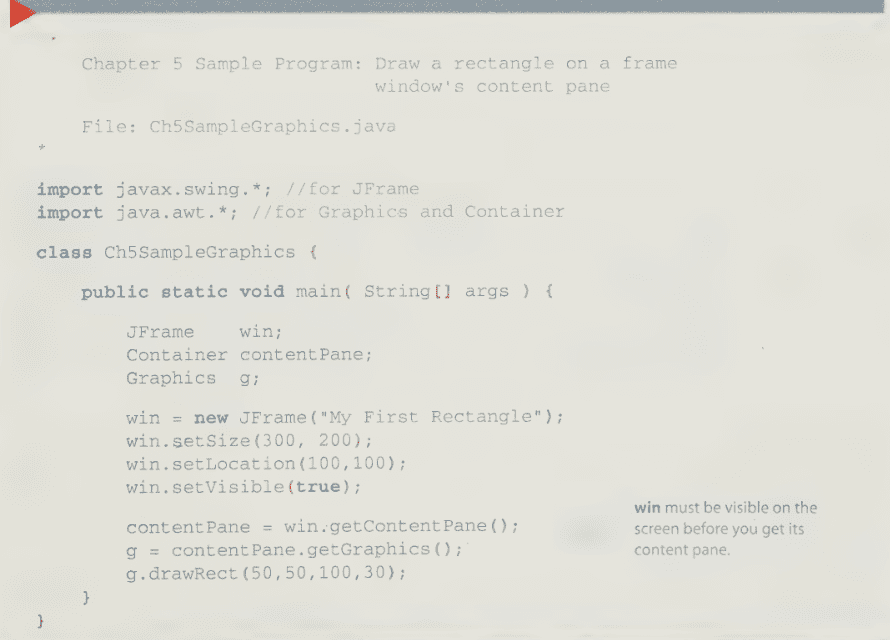 Chapter 5 Sample Program: Draw a rectangle on a frame
window's content pane
File: Ch5SampleGraphics.java
*
import javax.swing.*; //for JFrame
import java.awt.*; //for Graphics and Container
class Ch5SampleGraphics {
public static void main( String[] args ) {
JFrame win;
Container contentPane;
Graphics g;
win = new JFrame("My First Rectangle");
win.setSize(300, 200);
win.setLocation(100,100);
win.setVisible(true);
contentPane = win.getContentPane();
g = contentPane.getGraphics();
g.drawRect(50,50,100,30);
}
}
win must be visible on the
screen before you get its
content pane.